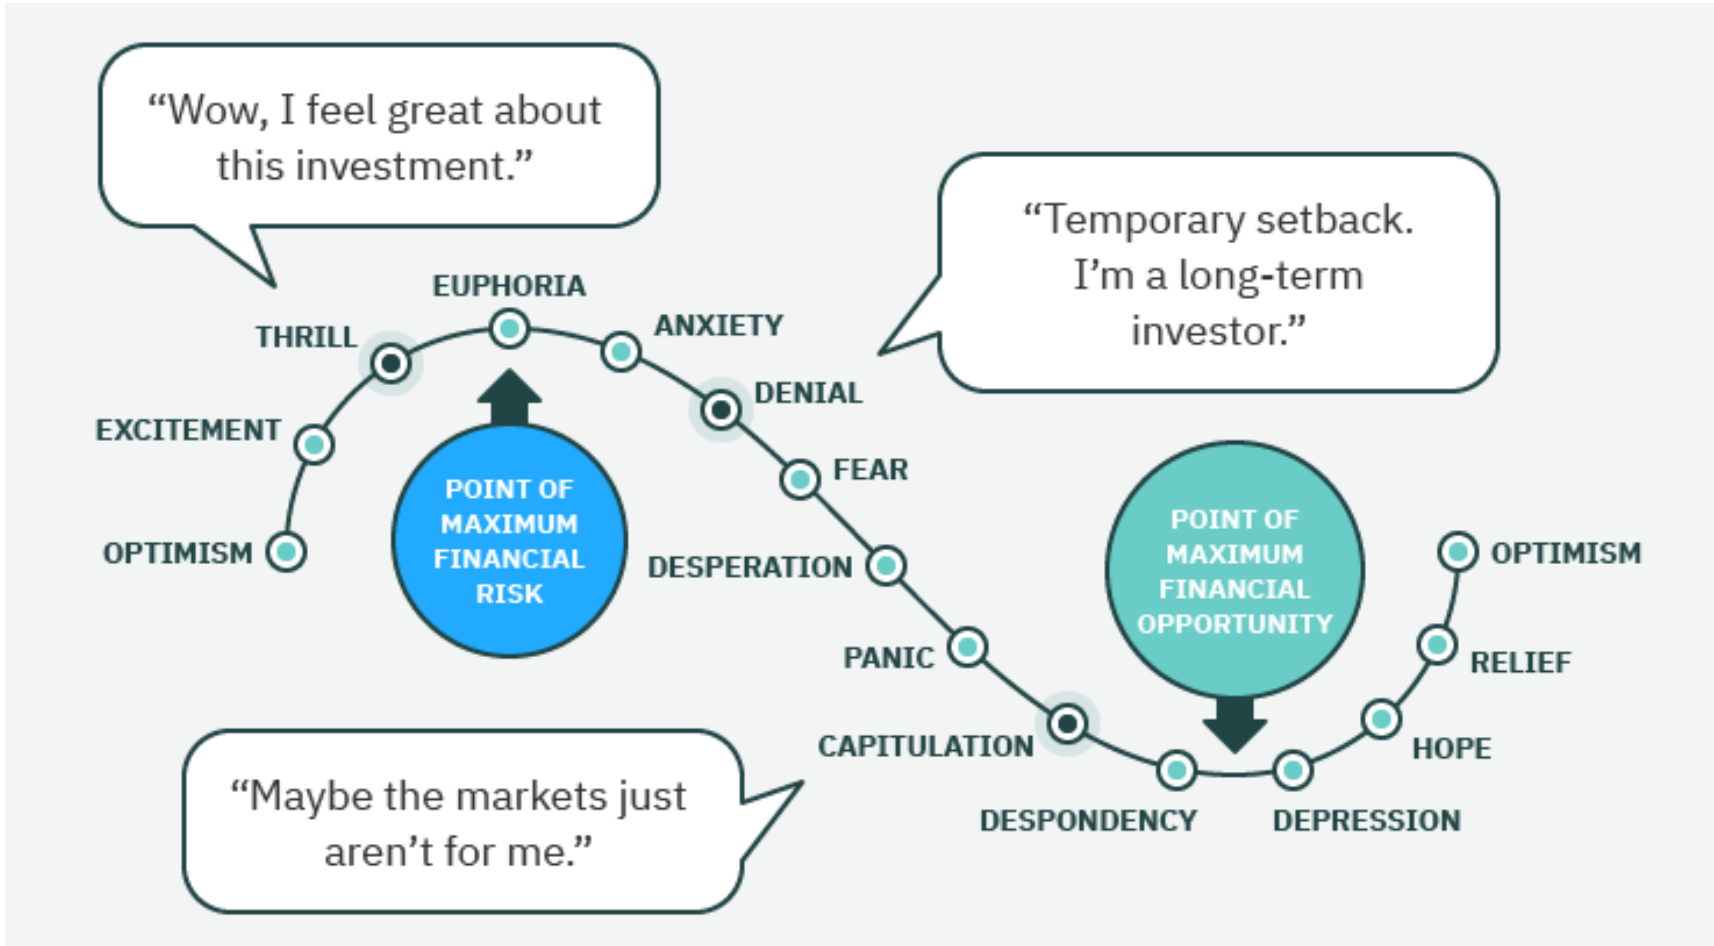 “Wow, I feel great about
this investment.”
“Temporary setback.
I’m a long-term
investor.”
EUPHORIA
THRILL
ANXIETY
DENIAL
EXCITEMENT
FEAR
POINT OF
MAXIMUM
FINANCIAL
RISK
OPTIMISM
DESPERATION
POINT OF
MAXIMUM
FINANCIAL
OPPORTUNITY
OPTIMISM
PANIC
RELIEF
CAPITULATION
HOPE
“Maybe the markets just
aren’t for me.”
DESPONDENCY
DEPRESSION